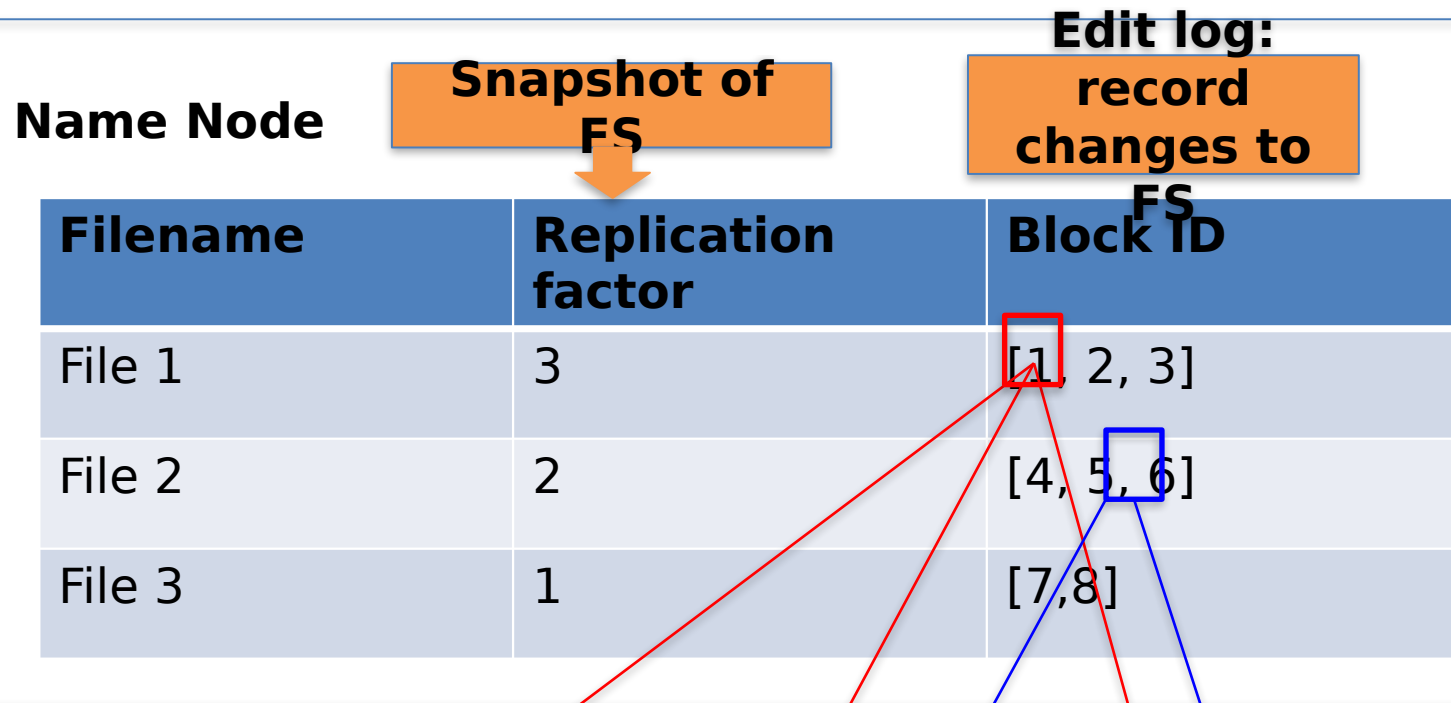 Name Node
Snapshot of
FS
Edit log:
record
changes to
FS
Filename
Replication
factor
Block ID
File 1
3
[1, 2, 3]
File 2
2
[4, 5, 6]
File 3
1
[7,8]